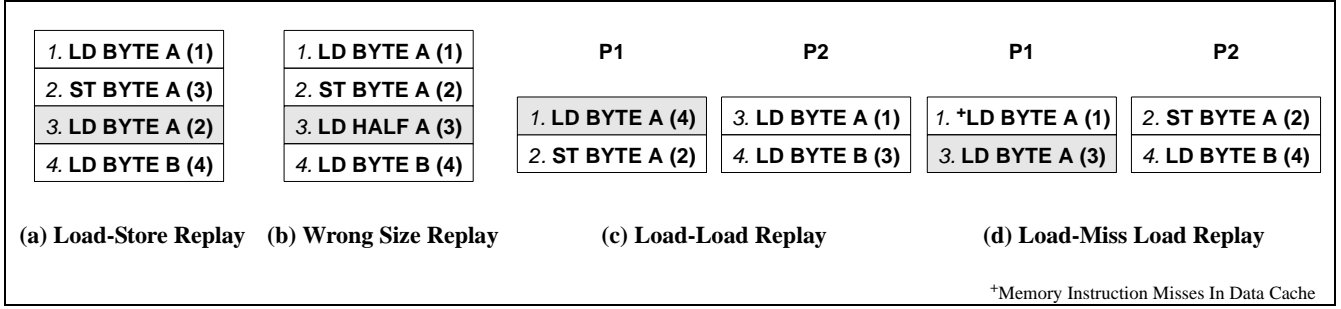 P1 P2 P1 P2
1. LD BYTE A (1)
2. ST BYTE A (3)
3. LD BYTE A (2)
4. LD BYTE B (4)
1. LD BYTE A (1)
2. ST BYTE A (2)
3. LD HALF A (3)
4. LD BYTE B (4)
1. LD BYTE A (4)
2. ST BYTE A (2)
3. LD BYTE A (1)
4. LD BYTE B (3)
1. +LD BYTE A (1)
3. LD BYTE A (3)
2. ST BYTE A (2)
4. LD BYTE B (4)
(a) Load-Store Replay (b) Wrong Size Replay (c) Load-Load Replay (d) Load-Miss Load Replay
+Memory Instruction Misses In Data Cache